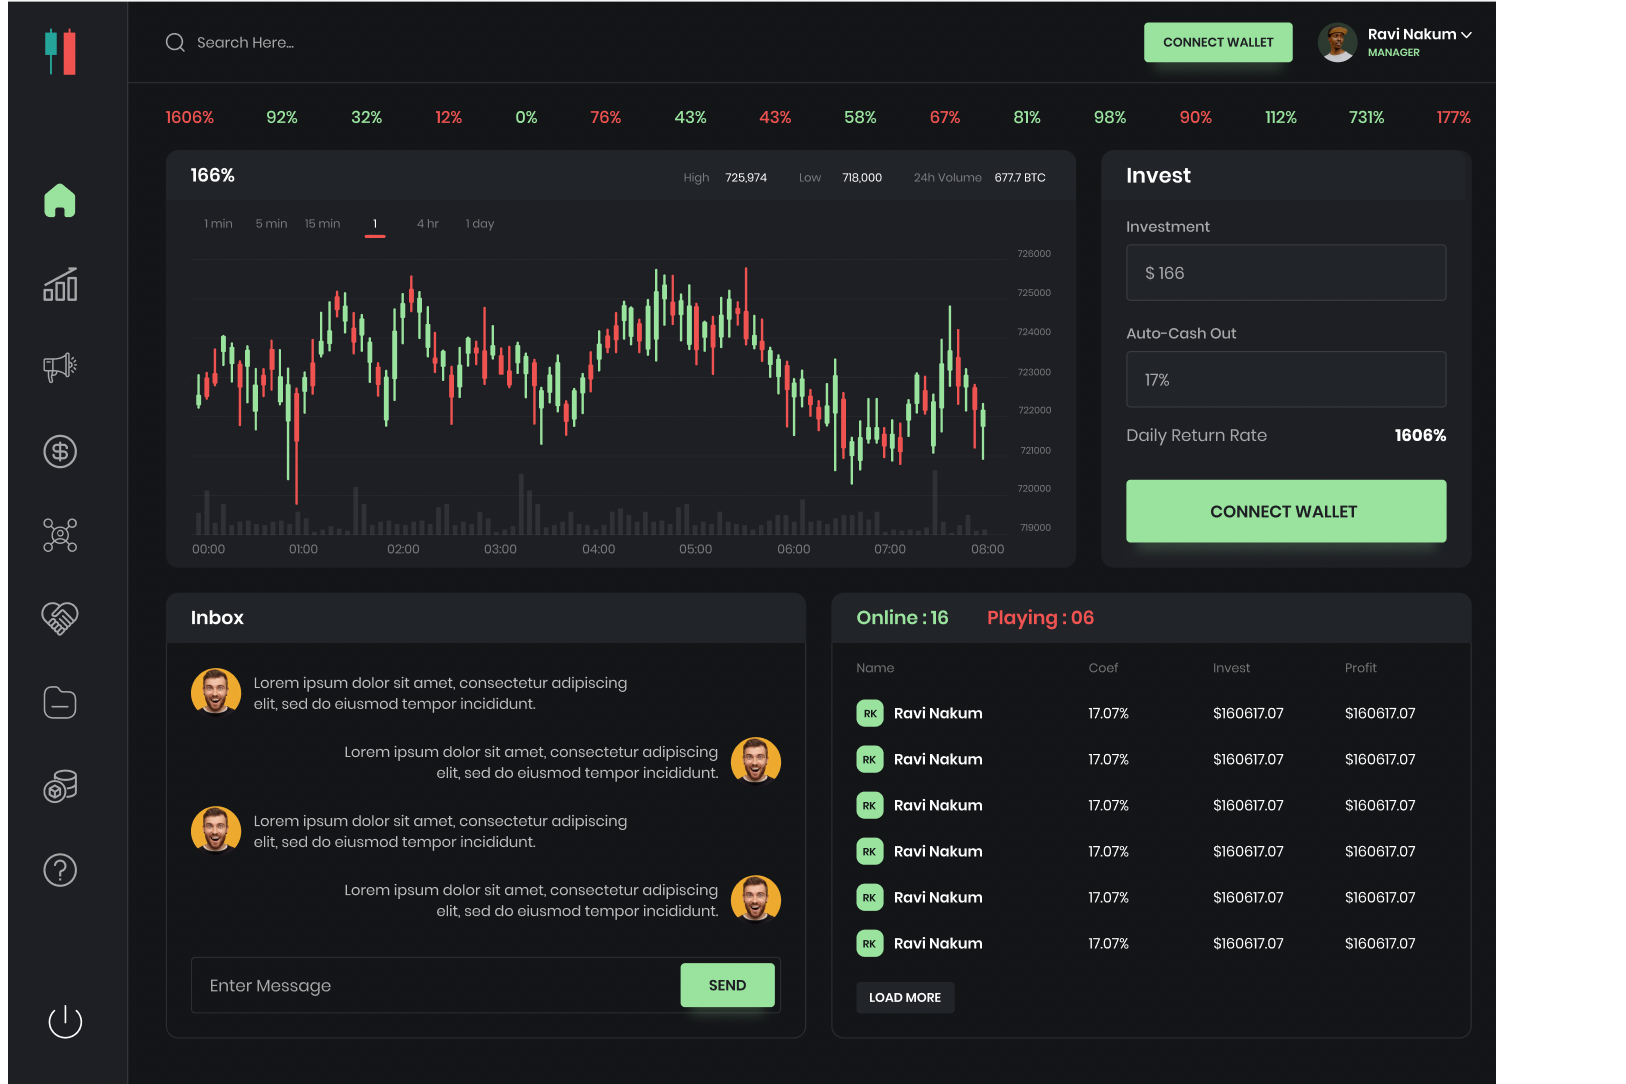 Search Here...
CONNECT WALLET
Ravi Nakum
MANAGER
1606% 92% 32% 12% 0% 76% 43% 43% 58% 67% 81% 98% 90% 112% 731% 177%
166%
High 725,974 Low 718,000 24h Volume 677.7 BTC
1 min 5 min 15 min 1 4 hr 1 day
726000
725000
724000
723000
722000
721000
720000
719000
00:00 01:00 02:00 03:00 04:00 05:00 06:00 07:00 08:00
Invest
Investment
$ 166
Auto-Cash Out
17%
Daily Return Rate 1606%
CONNECT WALLET
Inbox
Lorem ipsum dolor sit amet, consectetur adipiscing
elit, sed do eiusmod tempor incididunt.
Lorem ipsum dolor sit amet, consectetur adipiscing
elit, sed do eiusmod tempor incididunt.
Lorem ipsum dolor sit amet, consectetur adipiscing
elit, sed do eiusmod tempor incididunt.
Lorem ipsum dolor sit amet, consectetur adipiscing
elit, sed do eiusmod tempor incididunt.
Enter Message SEND
Online : 16 Playing : 06
Name Coef Invest Profit
RK Ravi Nakum 17.07% $160617.07 $160617.07
RK Ravi Nakum 17.07% $160617.07 $160617.07
RK Ravi Nakum 17.07% $160617.07 $160617.07
RK Ravi Nakum 17.07% $160617.07 $160617.07
RK Ravi Nakum 17.07% $160617.07 $160617.07
RK Ravi Nakum 17.07% $160617.07 $160617.07
LOAD MORE